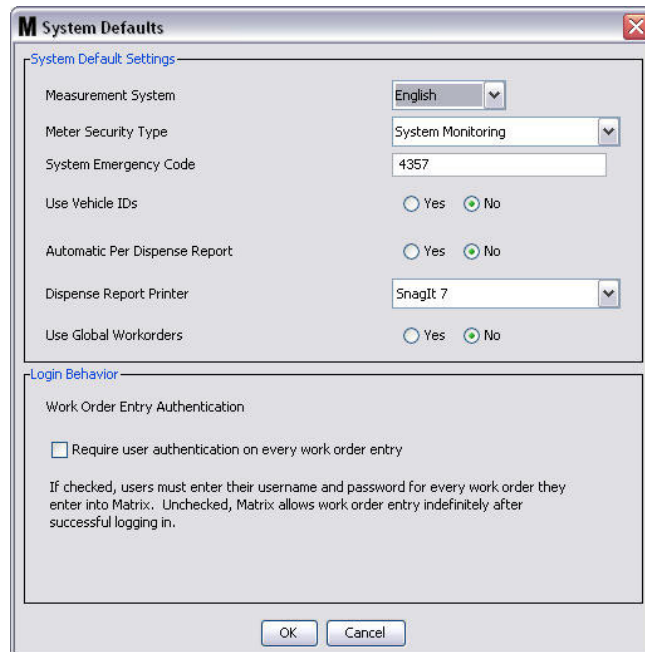 M System Defaults
System Default Settings
Measurement System English
Meter Security Type System Monitoring
System Emergency Code 4357
Use Vehicle IDs Yes No
Automatic Per Dispense Report Yes No
Dispense Report Printer SnagIt 7
Use Global Workorders Yes No
Login Behavior
Work Order Entry Authentication
Require user authentication on every work order entry
If checked, users must enter their username and password for every work order they
enter into Matrix. Unchecked, Matrix allows work order entry indefinitely after
successful logging in.
OK Cancel